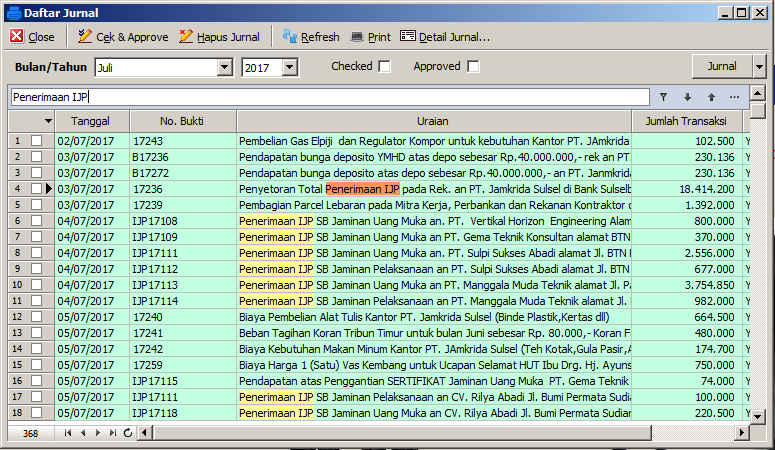 Daftar Jurnal
Close Cek & Approve Hapus Jurnal Refresh Print Detail Jurnal...
Bulan/Tahun Juli 2017 Checked Approved Jurnal
Penerimaan IJP ...
Tanggal No. Bukti Uraian Jumlah Transaksi
1 02/07/2017 17243 Pembelian Gas Elpiji dan Regulator Kompor untuk kebutuhan Kantor PT. JAmkrida 102.500 Y
2 03/07/2017 B17236 Pendapatan bunga deposito YMHD atas depo sebesar Rp.40.000.000,- rek an PT. 230.136 Y
3 03/07/2017 B17272 Pendapatan bunga deposito atas depo sebesar Rp.40.000.000,- an PT. Janmkrida 230.136 Y
4 03/07/2017 17236 Penyetoran Total Penerimaan IJP pada Rek. an PT. Jamkrida Sulsel di Bank Sulselb 18.414.200 Y
5 03/07/2017 17239 Pembagian Parcel Lebaran pada Mitra Kerja, Perbankan dan Rekanan Kontraktor d 1.392.000 Y
6 04/07/2017 IJP17108 Penerimaan IJP SB Jaminan Uang Muka an. PT. Vertikal Horizon Engineering Alam 800.000 Y
7 04/07/2017 IJP17109 Penerimaan IJP SB Jaminan Uang Muka an PT. Gema Teknik Konsultan alamat BTN 370.000 Y
8 04/07/2017 IJP17111 Penerimaan IJP SB Jaminan Uang Muka an. PT. Sulpi Sukses Abadi alamat Jl. BTN 2.556.000 Y
9 04/07/2017 IJP17112 Penerimaan IJP SB Jaminan Pelaksanaan an PT. Sulpi Sukses Abadi alamat Jl. BTN 677.000 Y
10 04/07/2017 IJP17113 Penerimaan IJP SB Jaminan Uang Muka an PT. Manggala Muda Teknik alamat Jl. Pa 3.754.850 Y
11 04/07/2017 IJP17114 Penerimaan IJP SB Jaminan Pelaksanaan an PT. Manggala Muda Teknik alamat Jl. 982.000 Y
12 05/07/2017 17240 Biaya Pembelian Alat Tulis Kantor PT. Jamkrida Sulsel (Binde Plastik,Kertas dll) 664.500 Y
13 05/07/2017 17241 Beban Tagihan Koran Tribun Timur untuk bulan Juni sebesar Rp. 80.000,- Koran F 480.000 Y
14 05/07/2017 17242 Biaya Kebutuhan Makan Minum Kantor PT. JAmkrida Sulsel (Teh Kotak,Gula Pasir,A 174.700 Y
15 05/07/2017 17259 Biaya Harga 1 (Satu) Vas Kembang untuk Ucapan Selamat HUT Ibu Drg. Hj. Ayuns 750.000 Y
16 05/07/2017 IJP17115 Pendapatan atas Penggantian SERTIFIKAT Jaminan Uang Muka PT. Gema Teknik 74.000 Y
17 05/07/2017 IJP17111 Penerimaan IJP SB Jaminan Pelaksanaan an CV. Rilya Abadi Jl. Bumi Permata Sudia 100.000 Y
18 05/07/2017 IJP17118 Penerimaan IJP SB Jaminan Uang Muka an CV. Rilya Abadi Jl. Bumi Permata Sudian 220.500 Y
368